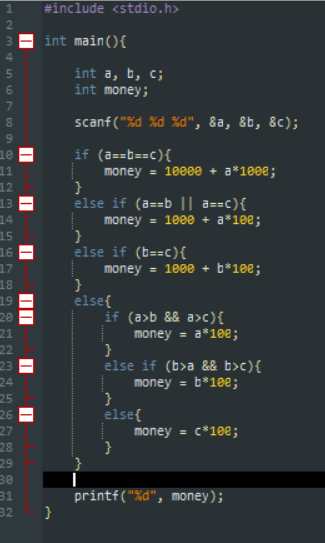 1 #include <stdio.h>
2
3 int main(){
4
5 int a, b, c;
6 int money;
7
8 scanf("%d %d %d", &a, &b, &c);
9
10 if (a==b==c){
11 money = 10000 + a*1000;
12 }
13 else if (a==b || a==c){
14 money = 1000 + a*100;
15 }
16 else if (b==c){
17 money = 1000 + b*100;
18 }
19 else{
20 if (a>b && a>c){
21 money = a*100;
22 }
23 else if (b>a && b>c){
24 money = b*100;
25 }
26 else{
27 money = c*100;
28 }
29 }
30
31 printf("%d", money);
32 }